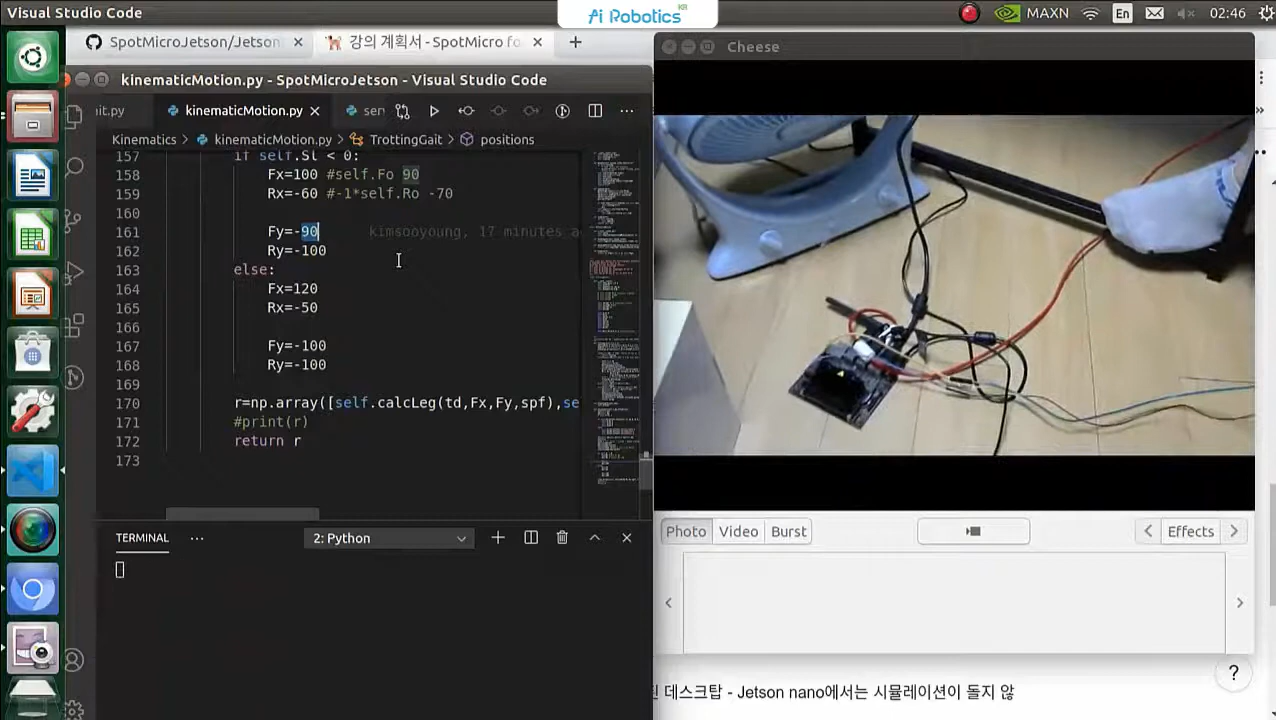 Visual Studio Code
Ai Robotics KR
MAXN
En
02:46
SpotMicroJetson/Jetson
강의 계획서 - SpotMicro fo
Cheese
kinematicMotion.py - SpotMicroJetson - Visual Studio Code
uit.py
kinematicMotion.py
ser
Kinematics > kinematicMotion.py > TrottingGait > positions
157 if self.Sl < 0:
158 Fx=100 #self.Fo 90
159 Rx=-60 #-1*self.Ro -70
160
161 Fy=-90 kimsooyoung, 17 minutes a
162 Ry=-100
163 else:
164 Fx=120
165 Rx=-50
166
167 Fy=-100
168 Ry=-100
169
170 r=np.array([self.calcLeg(td,Fx,Fy,spf),se
171 #print(r)
172 return r
173
TERMINAL
2: Python
Photo
Video
Burst
Effects
?
데스크탑 - Jetson nano에서는 시뮬레이션이 돌지 않